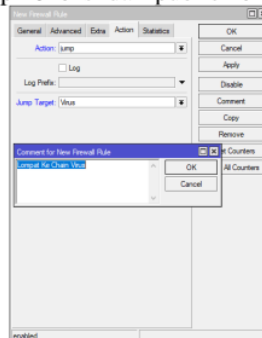 New Firewall Rule
General Advanced Extra Action Statistics
Action: jump
Log
Log Prefix:
Jump Target: Virus
OK
Cancel
Apply
Disable
Comment
Copy
Remove
et Counters
All Counters
Comment for New Firewall Rule
Lompat Ke Chain Virus
OK
Cancel
enabled